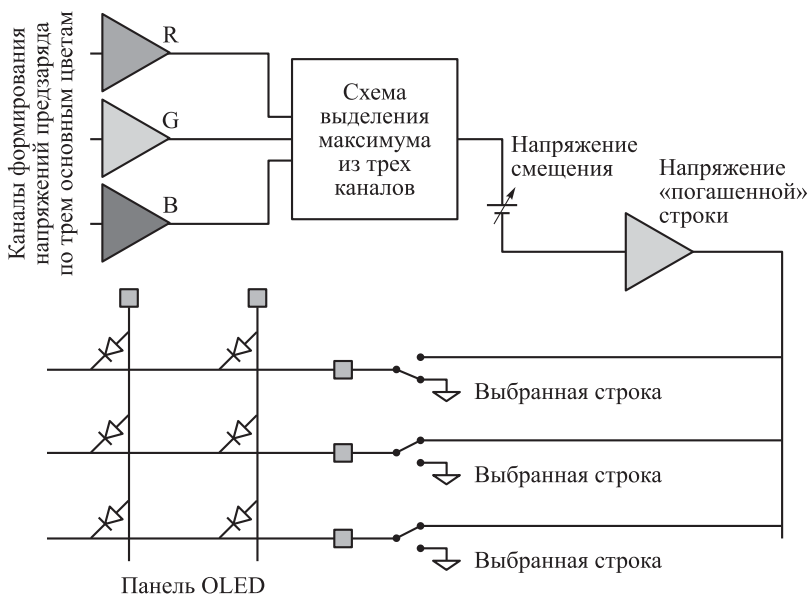 Каналы формирования
напряжений предзаряда
по трем основным цветам
R
G
B
Схема
выделения
максимума
из трех
каналов
Напряжение
смещения
Напряжение
«погашенной»
строки
Выбранная строка
Выбранная строка
Выбранная строка
Панель OLED